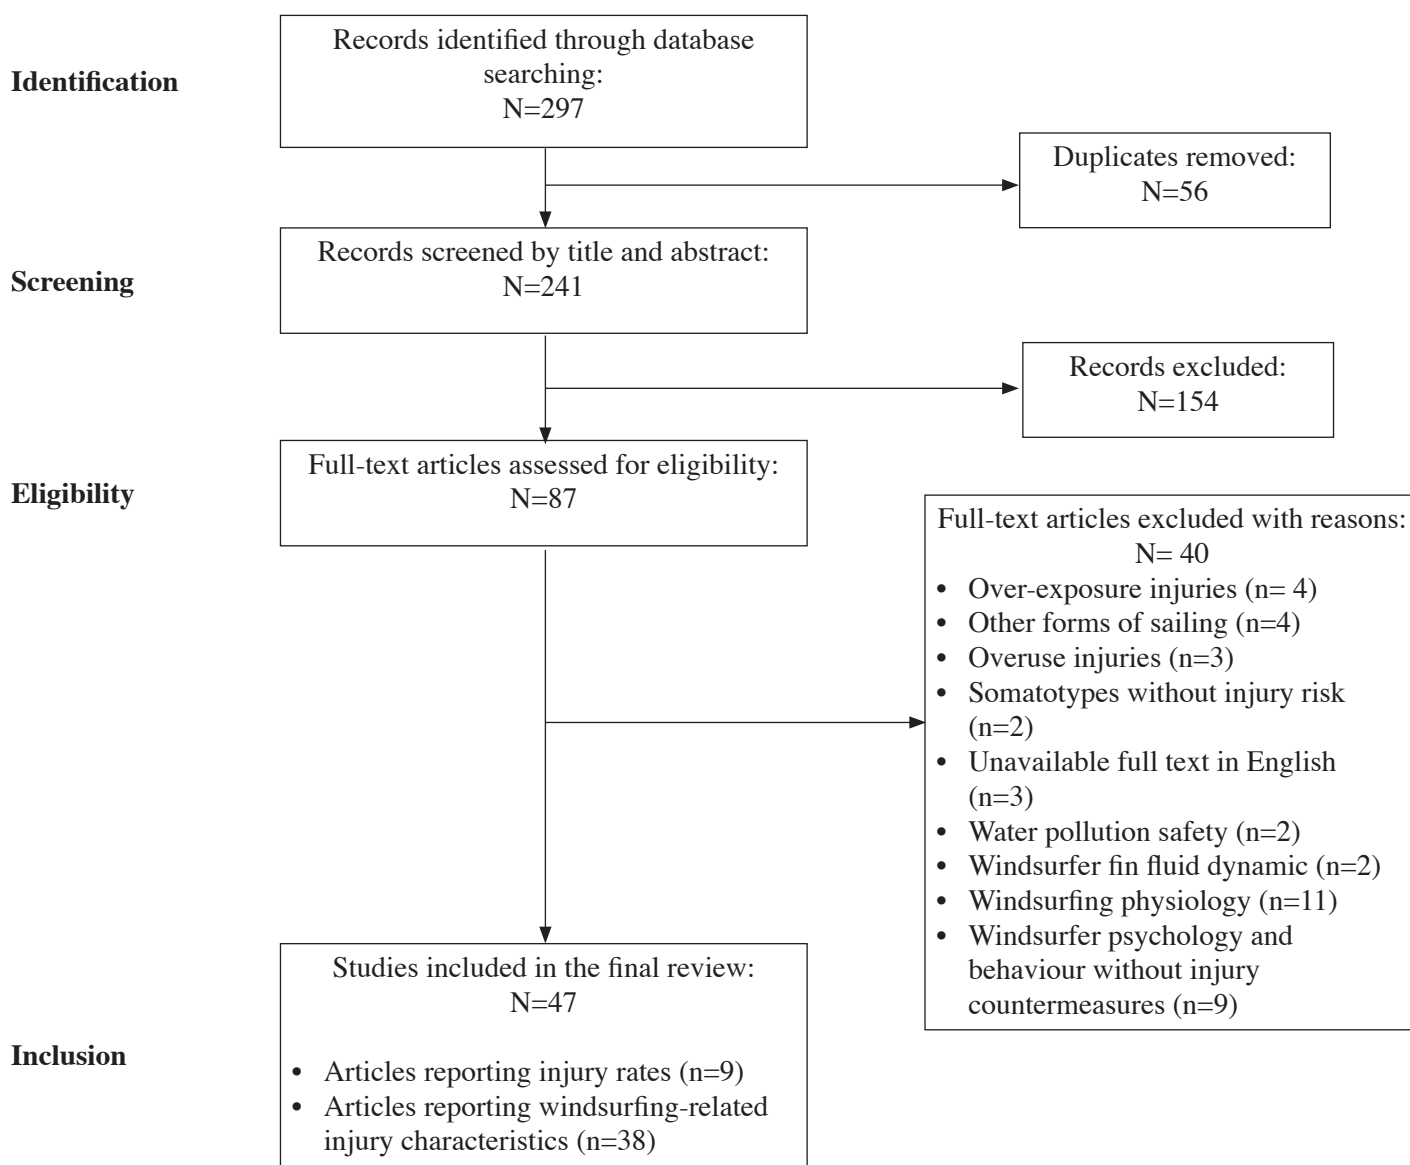 Identification
Records identified through database
searching:
N=297
Duplicates removed:
N=56
Screening
Records screened by title and abstract:
N=241
Records excluded:
N=154
Eligibility
Full-text articles assessed for eligibility:
N=87
Full-text articles excluded with reasons:
N= 40
• Over-exposure injuries (n= 4)
• Other forms of sailing (n=4)
• Overuse injuries (n=3)
• Somatotypes without injury risk
(n=2)
• Unavailable full text in English
(n=3)
• Water pollution safety (n=2)
• Windsurfer fin fluid dynamic (n=2)
• Windsurfing physiology (n=11)
• Windsurfer psychology and
behaviour without injury
countermeasures (n=9)
Inclusion
Studies included in the final review:
N=47
• Articles reporting injury rates (n=9)
• Articles reporting windsurfing-related
injury characteristics (n=38)